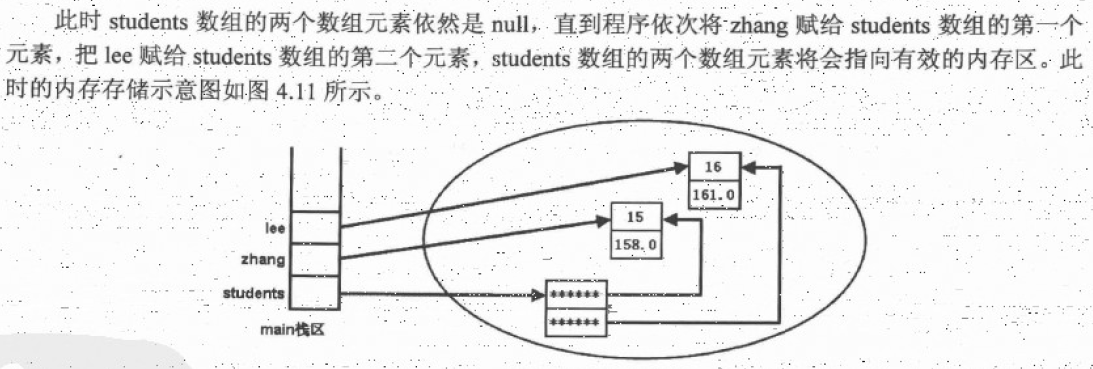 此时 students 数组的两个数组元素依然是 null，直到程序依次将 zhang 赋给 students 数组的第一个
元素，把 lee 赋给 students 数组的第二个元素，students 数组的两个数组元素将会指向有效的内存区。此
时的内存存储示意图如图 4.11 所示。
16
161.0
15
lee
158.0
zhang
students
******
******
main栈区